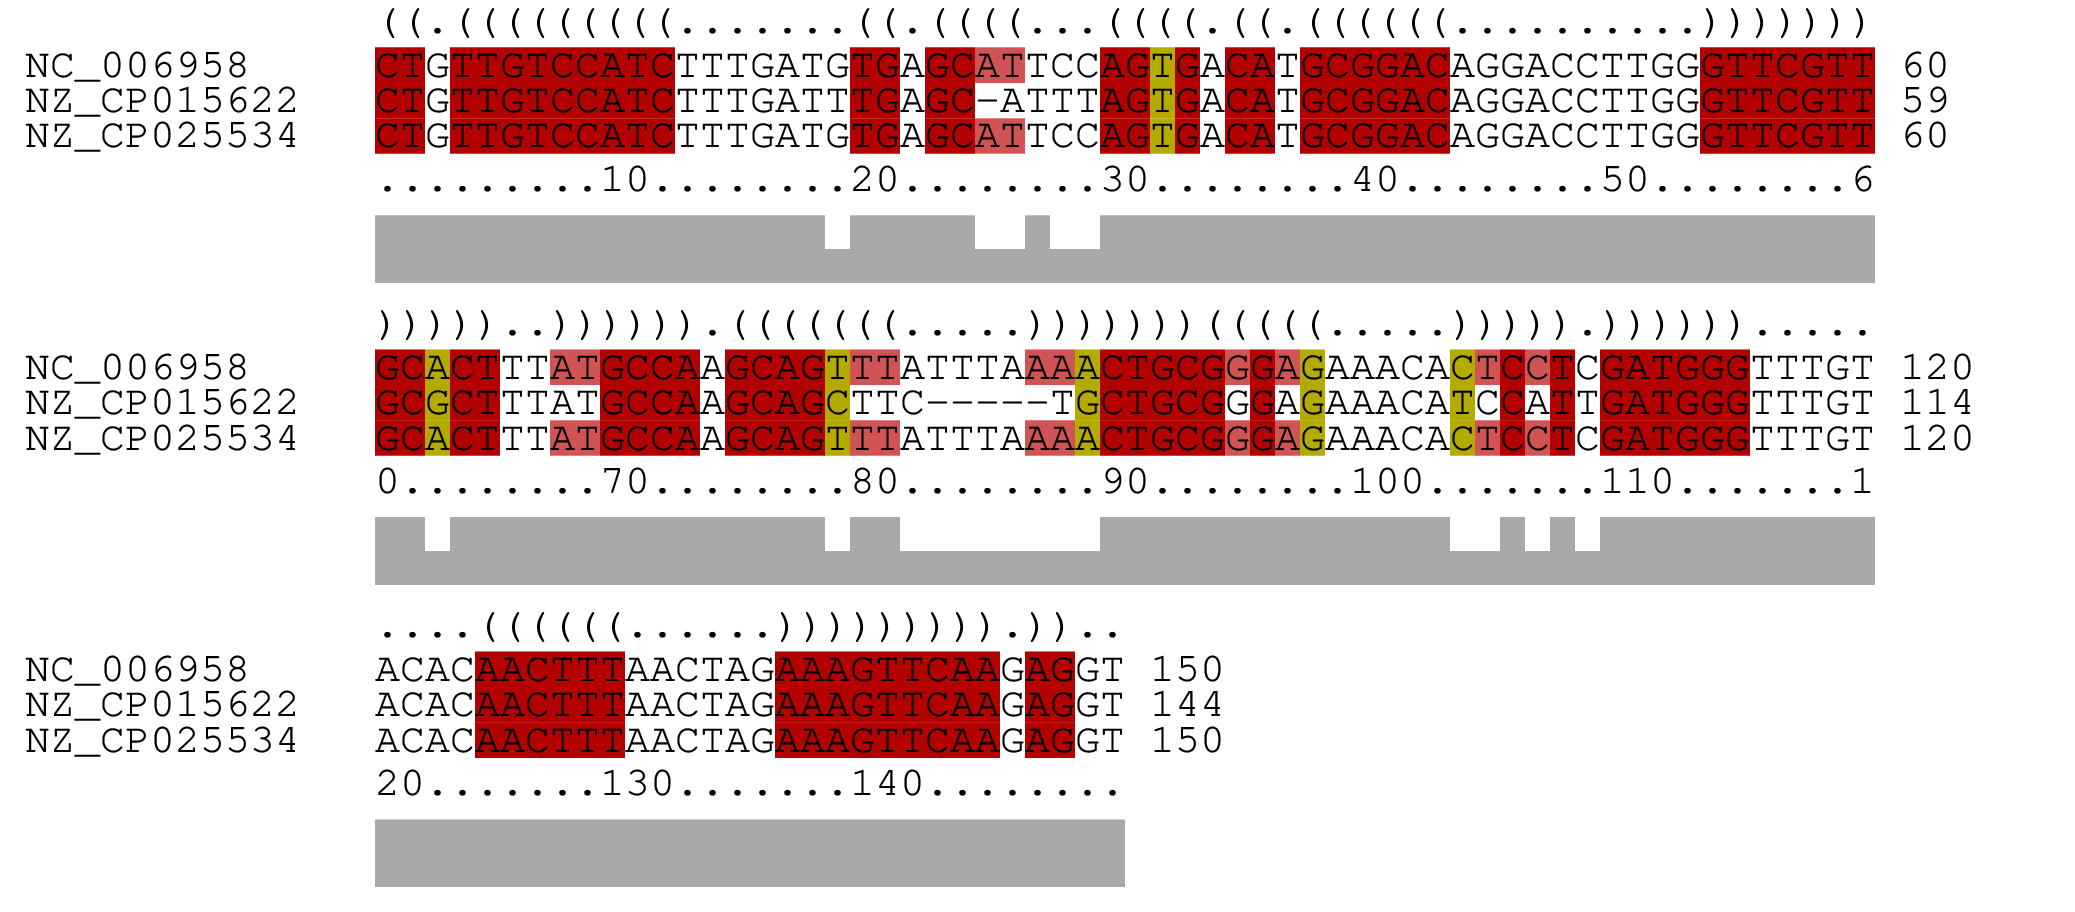 ((.(((((((((.......((.((((...((((.((.((((((..........)))))))
NC_006958 CTGTTGTCCATCTTTGATGTGAGCATTCCAGTGACATGCGGACAGGACCTTGGGTTCGTT 60
NZ_CP015622 CTGTTGTCCATCTTTGATTTGAGC-ATTTAGTGACATGCGGACAGGACCTTGGGTTCGTT 59
NZ_CP025534 CTGTTGTCCATCTTTGATGTGAGCATTCCAGTGACATGCGGACAGGACCTTGGGTTCGTT 60
.........10........20........30........40........50........6
)))))..)))))).(((((((.....)))))))(((((.....))))).)))))).....
NC_006958 GCACTTTATGCCAAGCAGTTTATTTAAAACTGCGGGAGAAACACTCCTCGATGGGTTTGT 120
NZ_CP015622 GCGCTTTATGCCAAGCAGCTTC-----TGCTGCGGGAGAAACATCCATTGATGGGTTTGT 114
NZ_CP025534 GCACTTTATGCCAAGCAGTTTATTTAAAACTGCGGGAGAAACACTCCTCGATGGGTTTGT 120
0........70........80........90........100.......110.......1
....((((((......))))))))).))..
NC_006958 ACACAACTTTAACTAGAAAGTTCAAGAGGT 150
NZ_CP015622 ACACAACTTTAACTAGAAAGTTCAAGAGGT 144
NZ_CP025534 ACACAACTTTAACTAGAAAGTTCAAGAGGT 150
20.......130.......140........